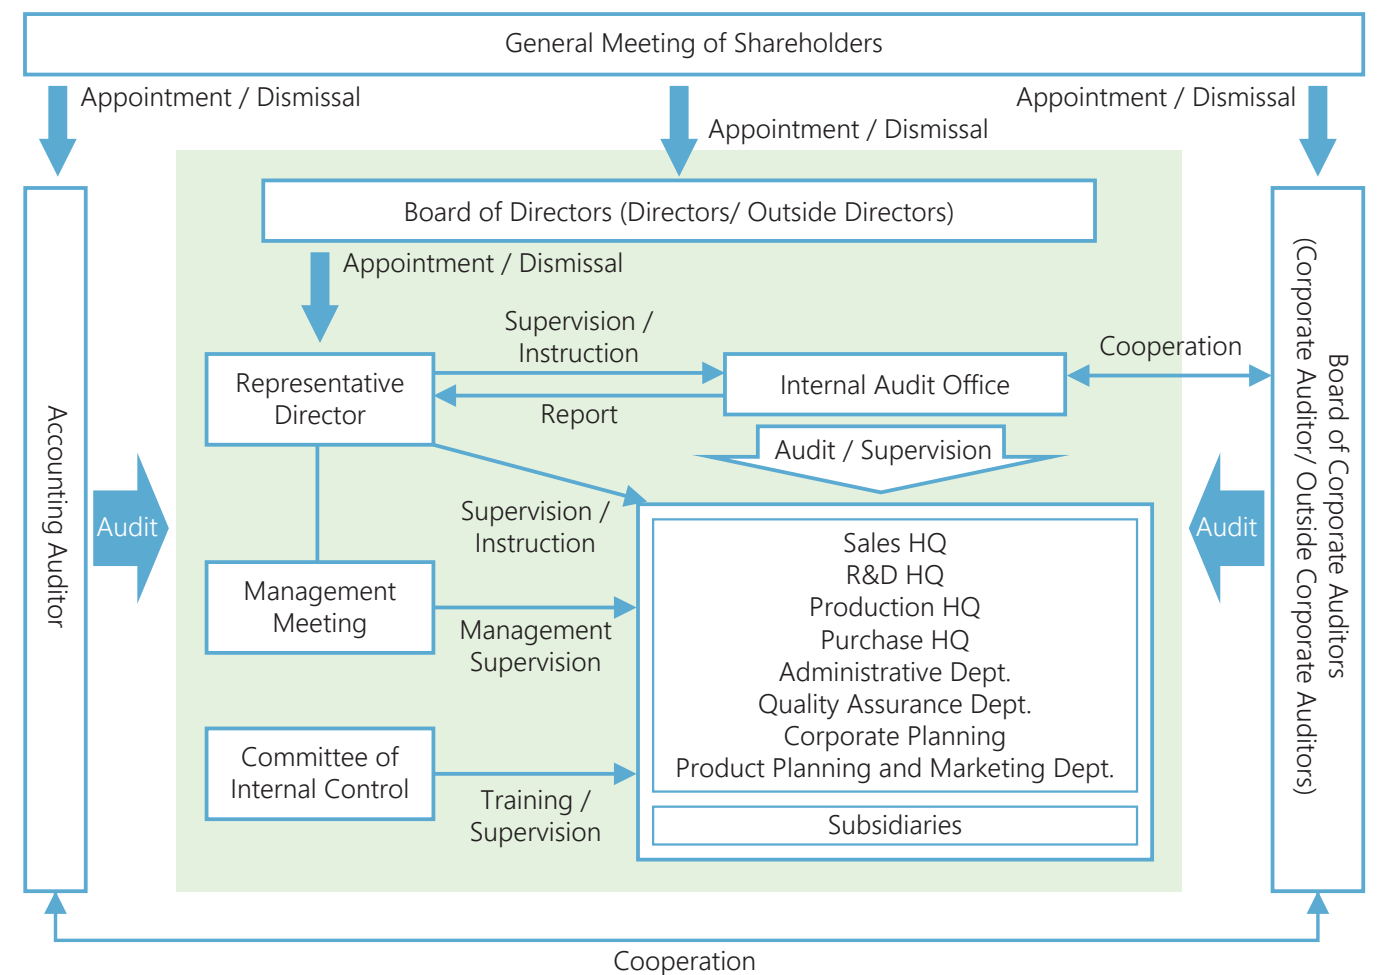 General Meeting of Shareholders
Appointment / Dismissal
Appointment / Dismissal
Appointment / Dismissal
Board of Directors (Directors/ Outside Directors)
Appointment / Dismissal
Supervision /
Instruction
Representative
Director
Report
Internal Audit Office
Cooperation
Audit / Supervision
Accounting Auditor
Audit
Supervision /
Instruction
Management
Meeting
Management
Supervision
Committee of
Internal Control
Training /
Supervision
Sales HQ
R&D HQ
Production HQ
Purchase HQ
Administrative Dept.
Quality Assurance Dept.
Corporate Planning
Product Planning and Marketing Dept.
Subsidiaries
Audit
Board of Corporate Auditors
(Corporate Auditor/ Outside Corporate Auditors)
Cooperation